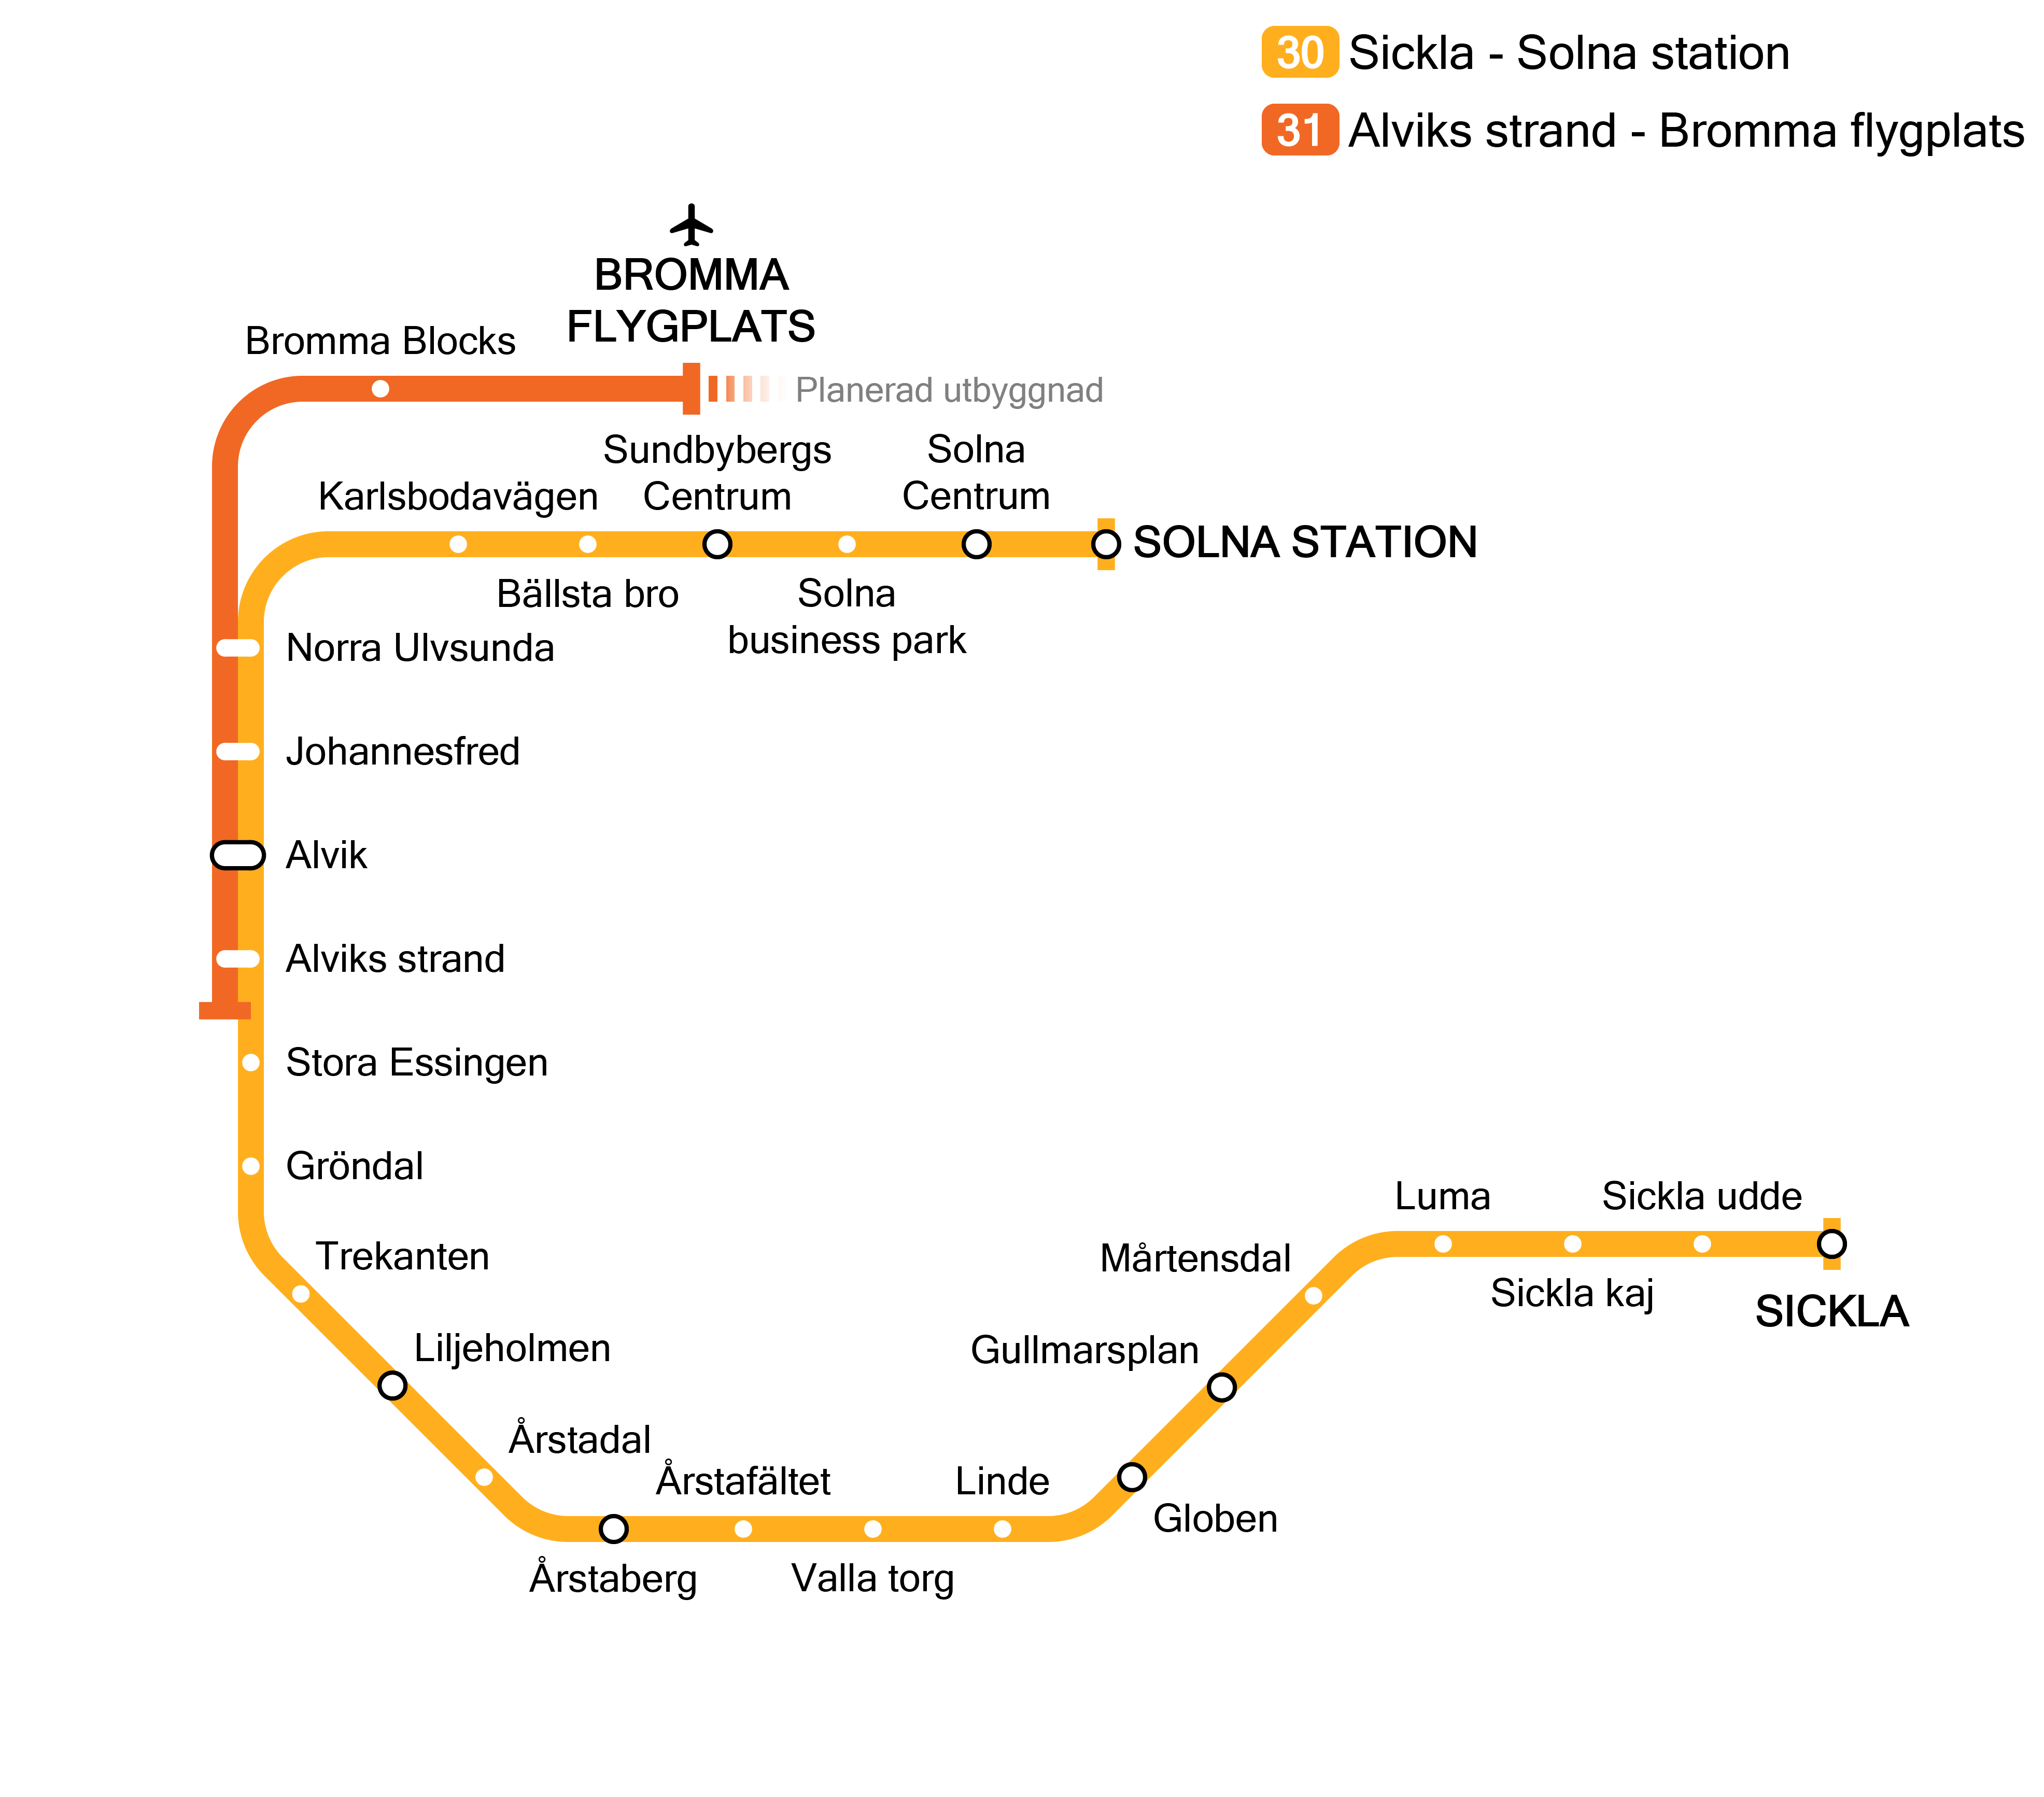 30 Sickla - Solna station
31 Alviks strand - Bromma flygplats
BROMMA
FLYGPLATS
Bromma Blocks
Planerad utbyggnad
Sundbybergs
Centrum
Solna
Centrum
Karlsbodavägen
SOLNA STATION
Bällsta bro
Solna
business park
Norra Ulvsunda
Johannesfred
Alvik
Alviks strand
Stora Essingen
Gröndal
Trekanten
Liljeholmen
Årstadal
Årstaberg
Årstafältet
Valla torg
Linde
Globen
Gullmarsplan
Mårtensdal
Luma
Sickla kaj
Sickla udde
SICKLA